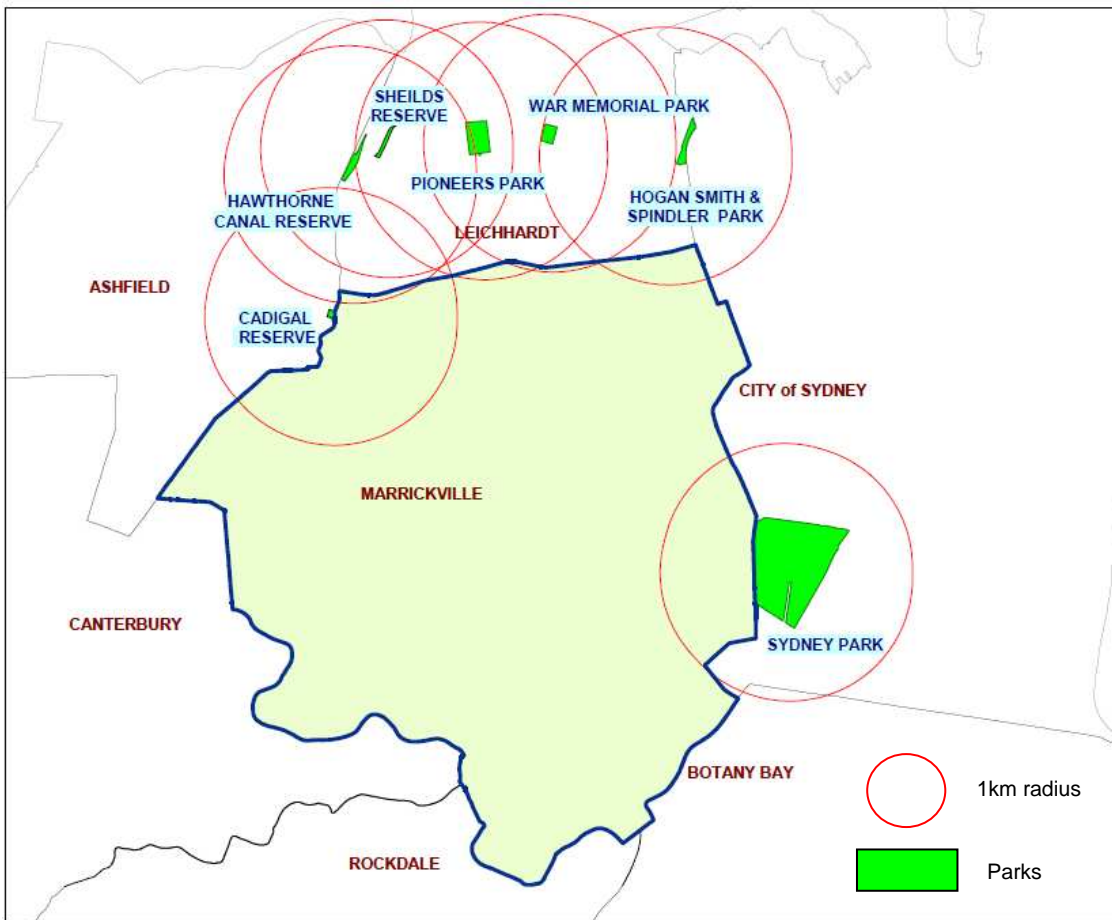 SHEILDS
RESERVE
WAR MEMORIAL PARK
PIONEERS PARK
HAWTHORNE
CANAL RESERVE
HOGAN SMITH &
SPINDLER PARK
LEICHHARDT
ASHFIELD
CADIGAL
RESERVE
CITY of SYDNEY
MARRICKVILLE
CANTERBURY
SYDNEY PARK
BOTANY BAY
1km radius
ROCKDALE
Parks